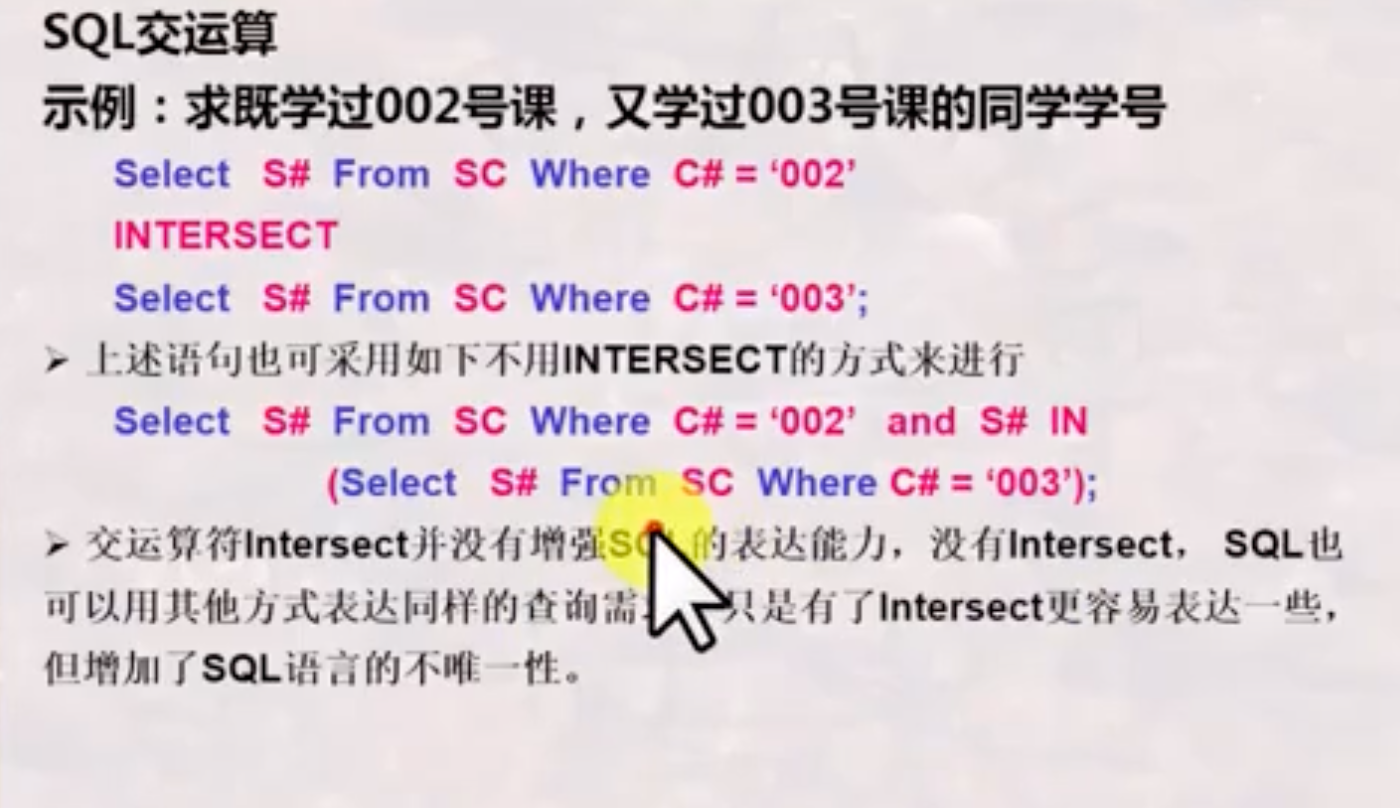 SQL交运算
示例：求既学过002号课，又学过003号课的同学学号
Select S# From SC Where C# = ‘002’
INTERSECT
Select S# From SC Where C# = ‘003’;
➢ 上述语句也可采用如下不用INTERSECT的方式来进行
Select S# From SC Where C# = ‘002’ and S# IN
(Select S# From SC Where C# = ‘003’);
➢ 交运算符Intersect并没有增强SQL的表达能力，没有Intersect， SQL也
可以用其他方式表达同样的查询需 只是有了Intersect更容易表达一些，
但增加了SQL语言的不唯一性。